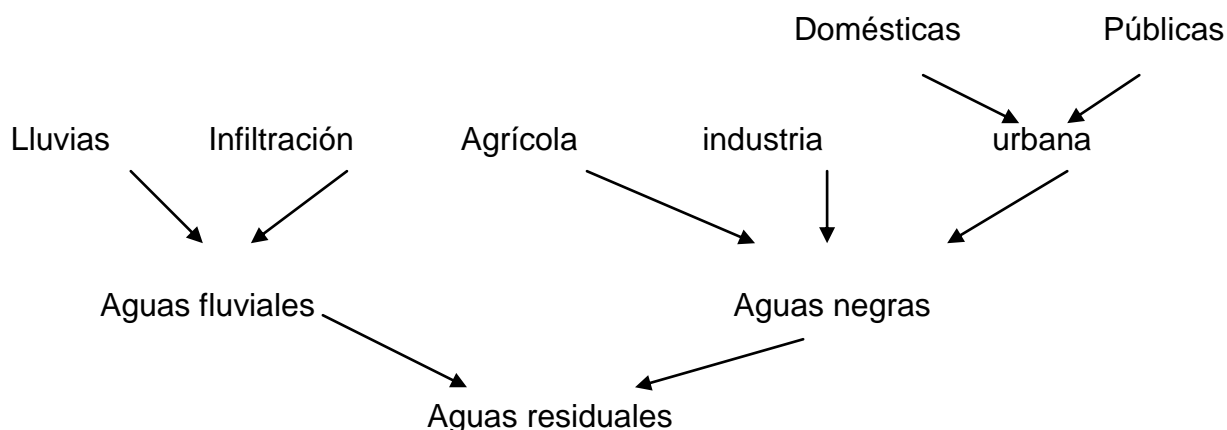 Domésticas Públicas
Lluvias Infiltración Agrícola industria urbana
Aguas fluviales Aguas negras
Aguas residuales